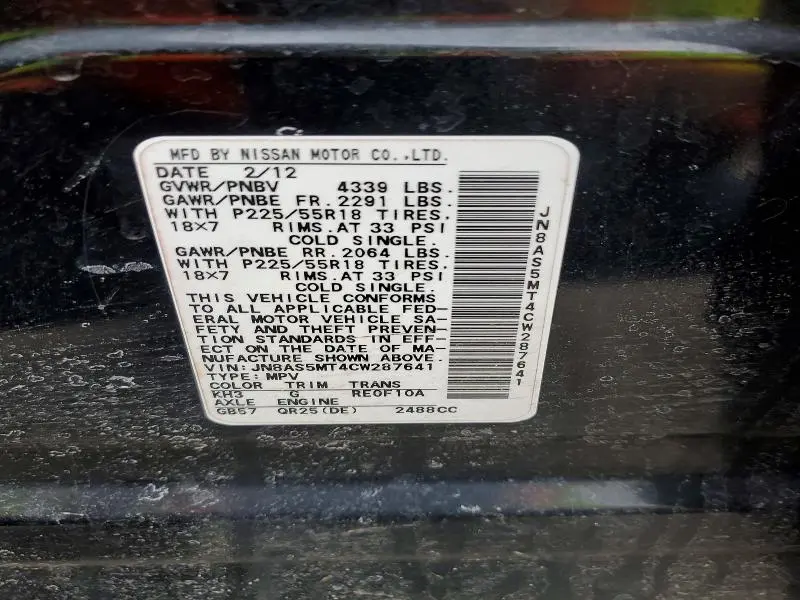 MFD BY NISSAN MOTOR CO.,LTD.
DATE 2/12
GVWR/PNBV 4339 LBS.
GAWR/PNBE FR.2291 LBS.
WITH P225/55R18 TIRES.
18X7 RIMS.AT 33 PSI
COLD SINGLE.
GAWR/PNBE RR.2064 LBS.
WITH P225/55R18 TIRES.
18X7 RIMS.AT 33 PSI
COLD SINGLE.
THIS VEHICLE CONFORMS
TO ALL APPLICABLE FED-
ERAL MOTOR VEHICLE SA-
FETY AND THEFT PREVEN-
TION STANDARDS IN EFF-
ECT ON THE DATE OF MA-
NUFACTURE SHOWN ABOVE.
VIN:JN8AS5MT4CW287641
TYPE:MPV
COLOR TRIM TRANS
KH3 G RE0F10A
AXLE ENGINE
GB57 QR25(DE) 2488CC
JN8AS5MT4CW287641